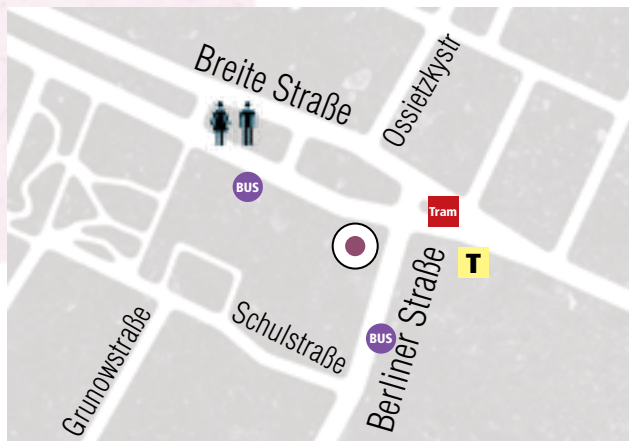 Breite Straße
Ossietzkystr
BUS
Tram
T
Schulstraße
BUS
Berliner Straße
Grunowstraße